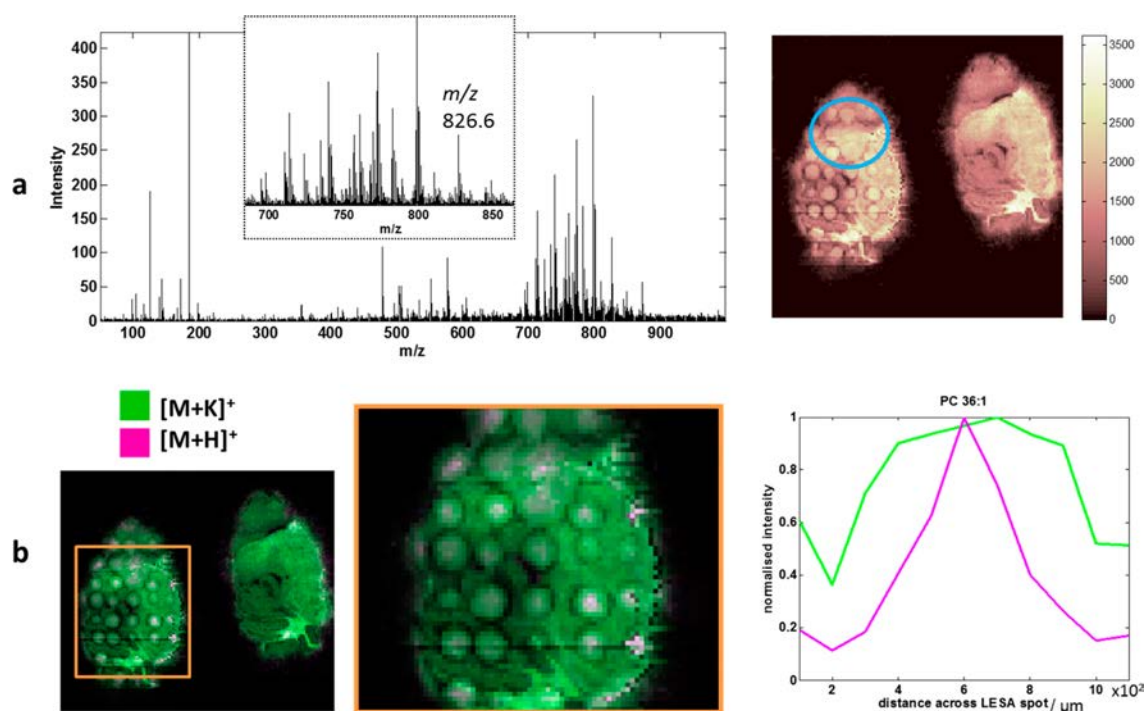 a
400
350
300
250
200
150
100
50
0
Intensity
100 200 300 400 500 600 700 800 900
m/z
m/z
826.6
700 750 800 850
m/z
3500
3000
2500
2000
1500
1000
500
0
b
[M+K]⁺
[M+H]⁺
PC 36:1
1
0.8
0.6
0.4
0.2
0
normalised intensity
2 4 6 8 10 x10²
distance across LESA spot / µm